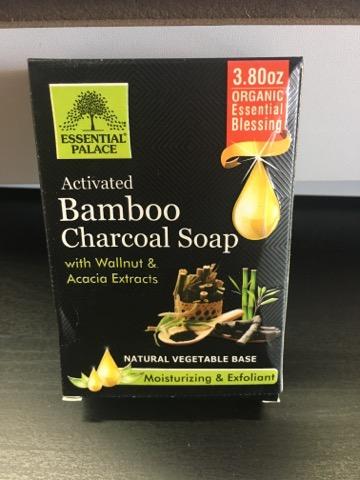 3.80oz
ORGANIC
Essential
Blessing
ESSENTIAL
PALACE
Activated
Bamboo
Charcoal Soap
with Wallnut &
Acacia Extracts
NATURAL VEGETABLE BASE
Moisturizing & Exfoliant